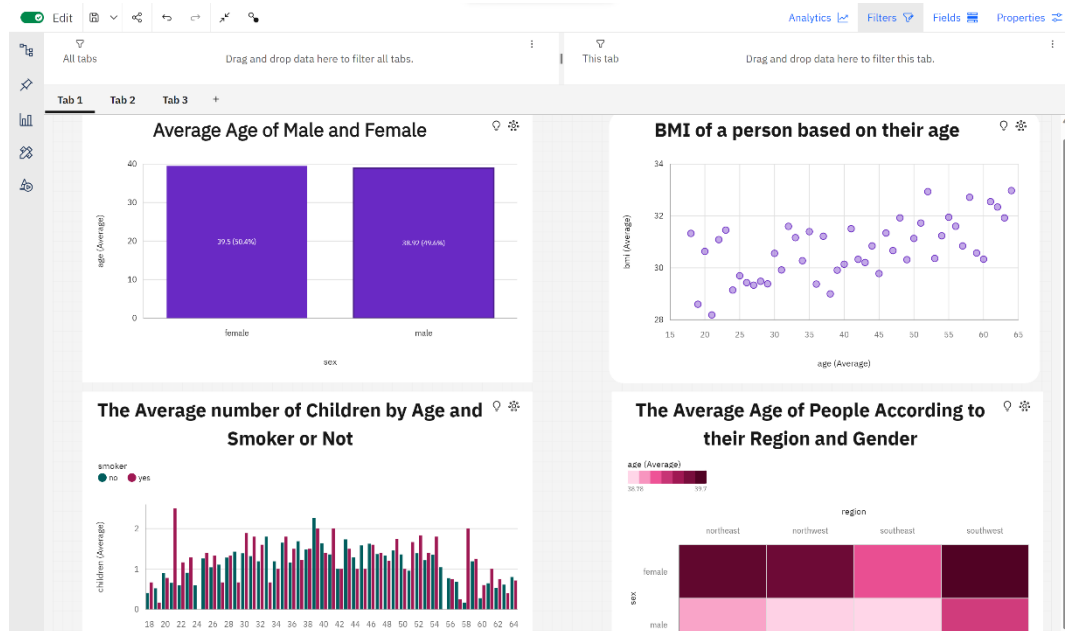 Edit
Analytics
Filters
Fields
Properties
All tabs
Drag and drop data here to filter all tabs.
This tab
Drag and drop data here to filter this tab.
Tab 1 Tab 2 Tab 3 +
Average Age of Male and Female
40
30
20
10
0
age (Average)
39.5 (50.4%)
38.92 (49.6%)
female
male
sex
BMI of a person based on their age
34
32
30
28
bmi (Average)
15 20 25 30 35 40 45 50 55 60 65
age (Average)
The Average number of Children by Age and
Smoker or Not
smoker
no yes
children (Average)
2
1
0
18 20 22 24 26 28 30 32 34 36 38 40 42 44 46 48 50 52 54 56 58 60 62 64
The Average Age of People According to
their Region and Gender
age (Average)
38.78 39.7
region
northeast northwest southeast southwest
sex
female
male